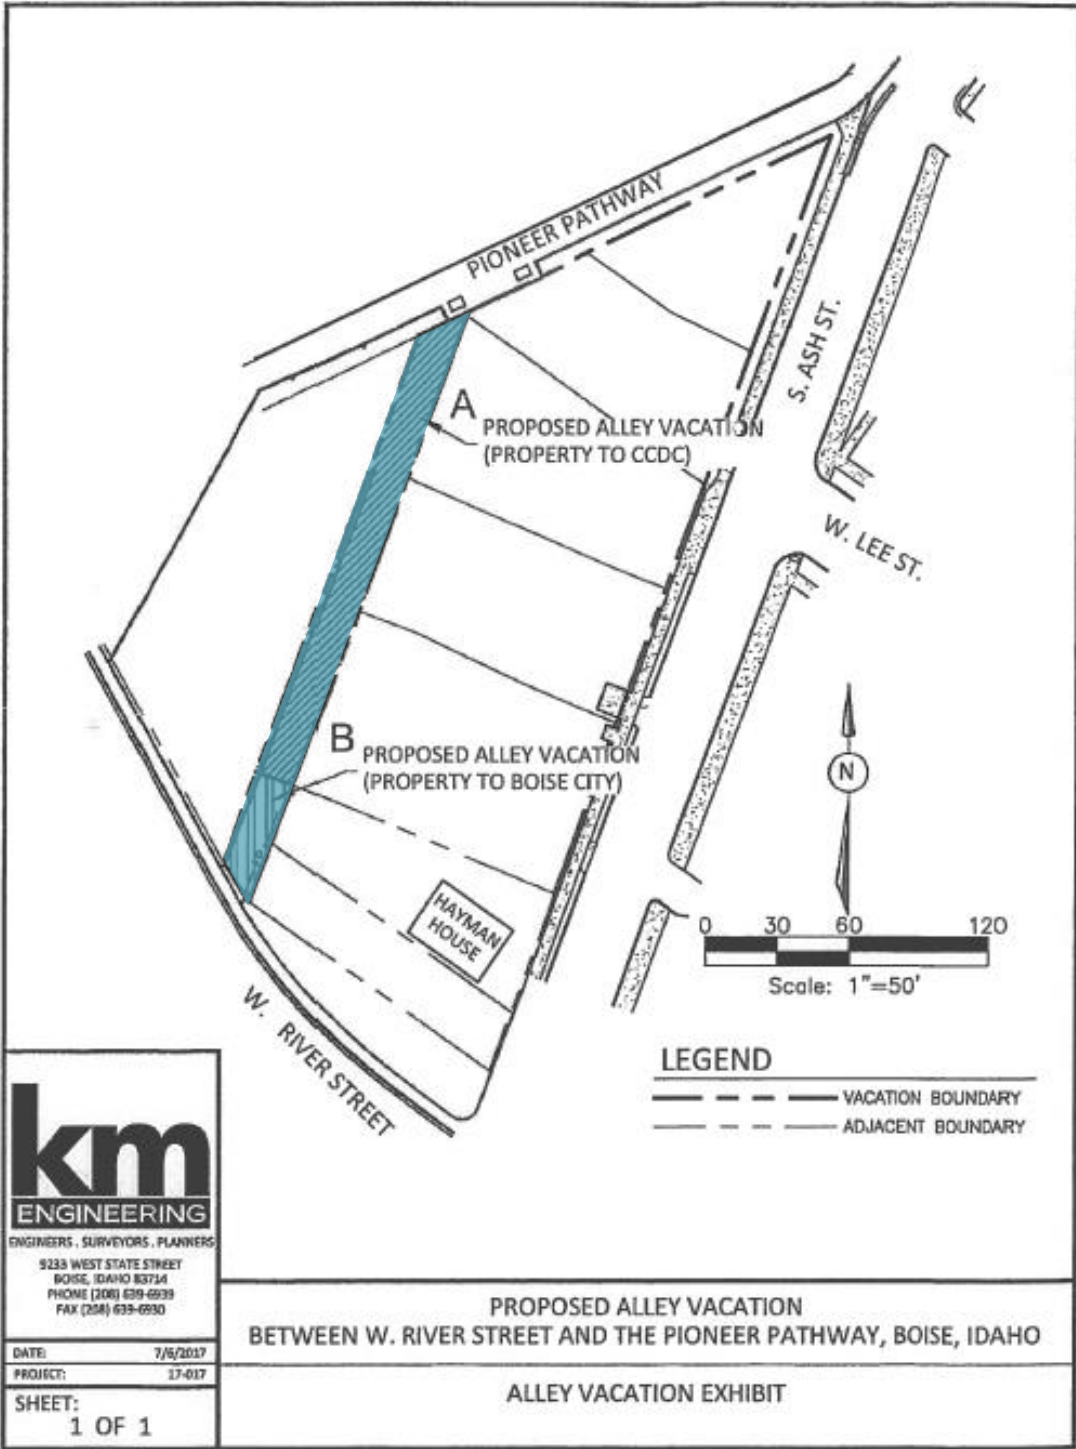 PIONEER PATHWAY
S. ASH ST.
A
PROPOSED ALLEY VACATION
(PROPERTY TO CCDC)
W. LEE ST.
B
PROPOSED ALLEY VACATION
(PROPERTY TO BOISE CITY)
N
HAYMAN
HOUSE
0 30 60 120
Scale: 1"=50'
W. RIVER STREET
LEGEND
VACATION BOUNDARY
ADJACENT BOUNDARY
km
ENGINEERING
ENGINEERS . SURVEYORS . PLANNERS
9233 WEST STATE STREET
BOISE, IDAHO 83714
PHONE (208) 639-6939
FAX (208) 639-6930
DATE: 7/6/2017
PROJECT: 17-017
SHEET:
1 OF 1
PROPOSED ALLEY VACATION
BETWEEN W. RIVER STREET AND THE PIONEER PATHWAY, BOISE, IDAHO
ALLEY VACATION EXHIBIT